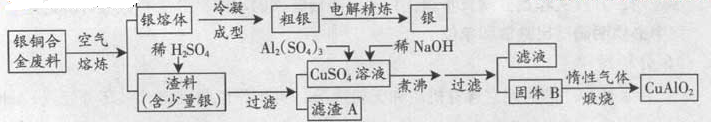 银铜合金废料
空气
熔炼
银熔体
冷凝
成型
粗银
电解精炼
银
稀H₂SO₄
渣料
(含少量银)
过滤
Al₂(SO₄)₃
稀NaOH
CuSO₄溶液
滤渣A
煮沸
过滤
滤液
固体B
惰性气体
煅烧
CuAlO₂